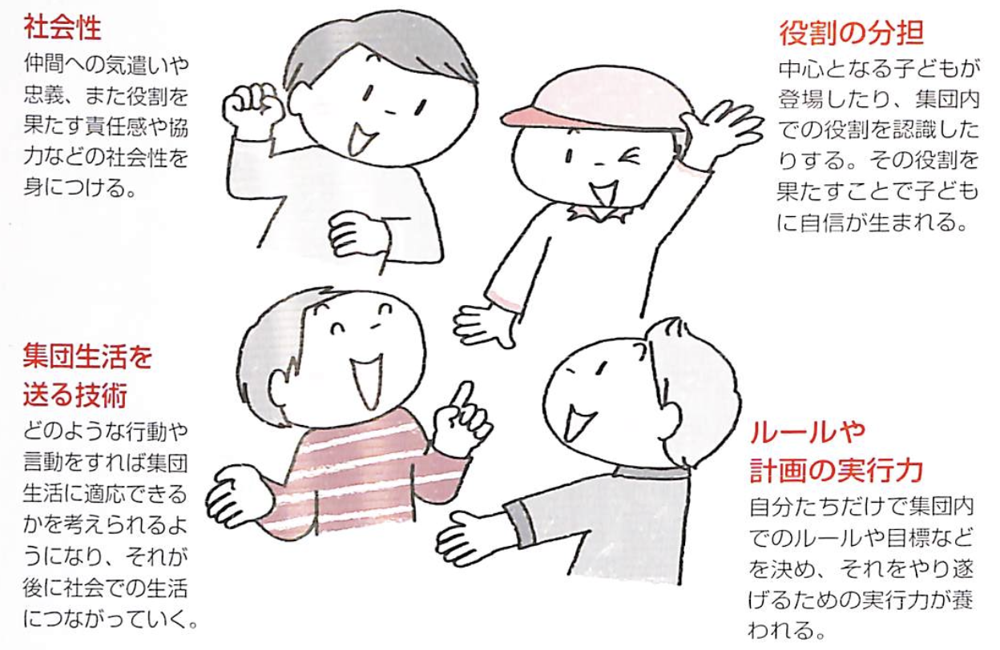 社会性
仲間への気遣いや
忠義、また役割を
果たす責任感や協
力などの社会性を
身につける。
役割の分担
中心となる子どもが
登場したり、集団内
での役割を認識した
りする。その役割を
果たすことで子ども
に自信が生まれる。
集団生活を
送る技術
どのような行動や
言動をすれば集団
生活に適応できる
かを考えられるよ
うになり、それが
後に社会での生活
につながっていく。
ルールや
計画の実行力
自分たちだけで集団内
でのルールや目標など
を決め、それをやり遂
げるための実行力が養
われる。